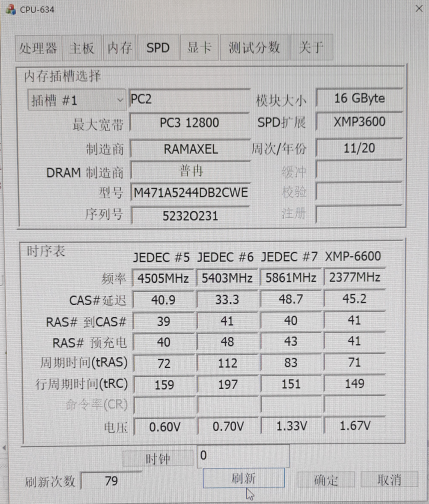 CPU-634
处理器 主板 内存 SPD 显卡 测试分数 关于
内存插槽选择
插槽 #1 PC2 模块大小 16 GByte
最大宽带 PC3 12800 SPD扩展 XMP3600
制造商 RAMAXEL 周次/年份 11/20
DRAM 制造商 普冉 缓冲
型号 M471A5244DB2CWE 校验
序列号 5232O231 注册
时序表
JEDEC #5 JEDEC #6 JEDEC #7 XMP-6600
频率 4505MHz 5403MHz 5861MHz 2377MHz
CAS#延迟 40.9 33.3 48.7 45.2
RAS# 到CAS# 39 41 40 41
RAS# 预充电 40 48 43 41
周期时间(tRAS) 72 112 83 71
行周期时间(tRC) 159 197 151 149
命令率(CR)
电压 0.60V 0.70V 1.33V 1.67V
时钟 0
刷新次数 79 刷新 确定 取消